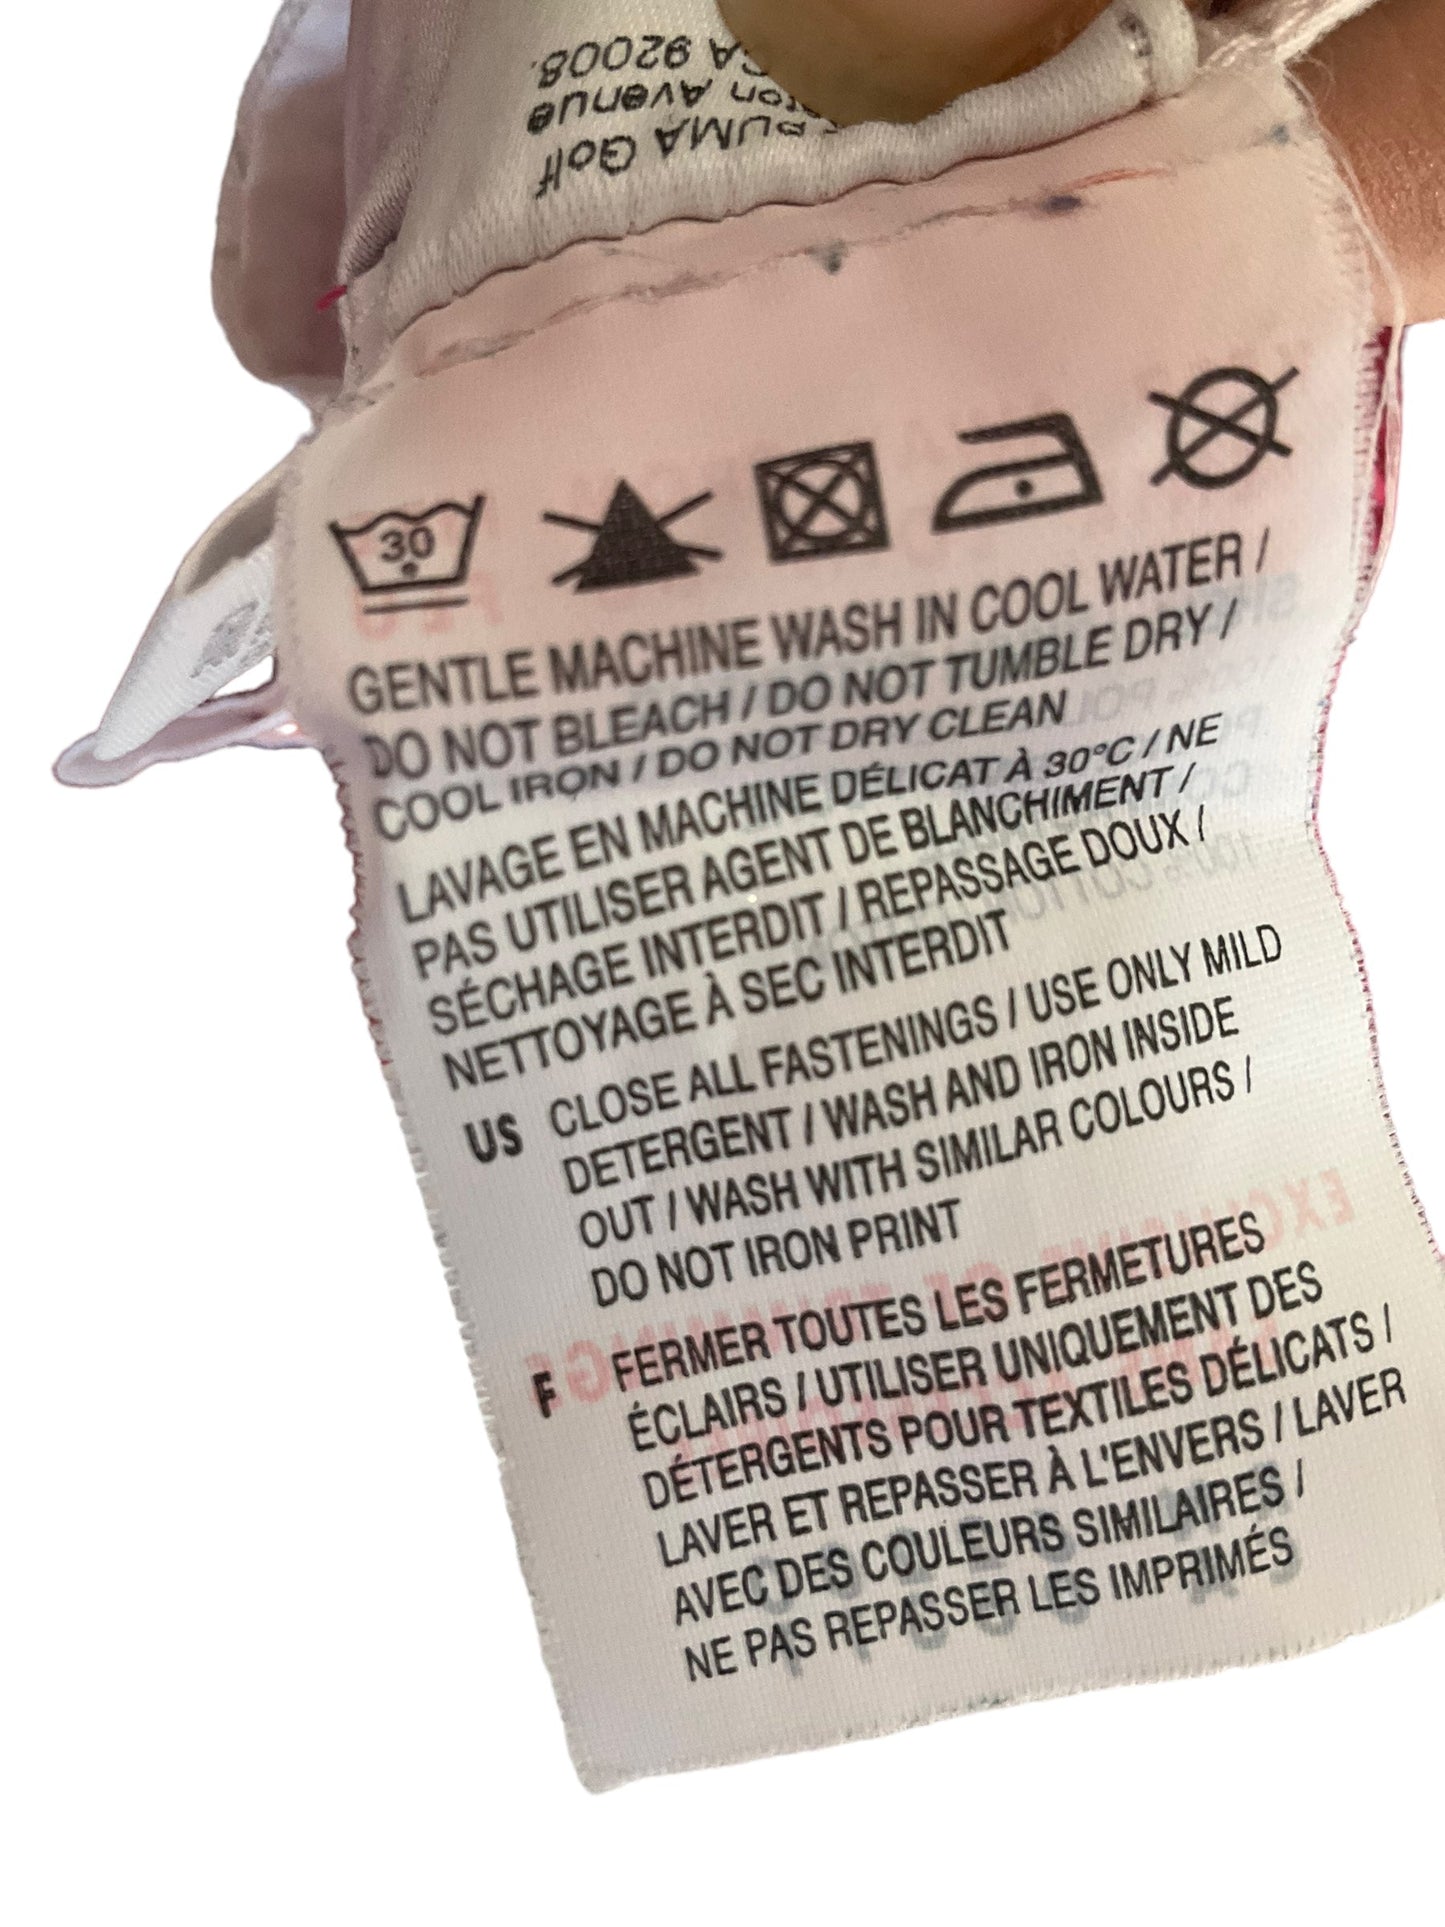 PUMA Golf
Avenue
CA 92008.
30
GENTLE MACHINE WASH IN COOL WATER /
DO NOT BLEACH / DO NOT TUMBLE DRY /
COOL IRON / DO NOT DRY CLEAN
LAVAGE EN MACHINE DÉLICAT À 30°C / NE
PAS UTILISER AGENT DE BLANCHIMENT /
SÉCHAGE INTERDIT / REPASSAGE DOUX /
NETTOYAGE À SEC INTERDIT
US CLOSE ALL FASTENINGS / USE ONLY MILD
DETERGENT / WASH AND IRON INSIDE
OUT / WASH WITH SIMILAR COLOURS /
DO NOT IRON PRINT
F FERMER TOUTES LES FERMETURES
ÉCLAIRS / UTILISER UNIQUEMENT DES
DÉTERGENTS POUR TEXTILES DÉLICATS /
LAVER ET REPASSER À L'ENVERS / LAVER
AVEC DES COULEURS SIMILAIRES /
NE PAS REPASSER LES IMPRIMÉS